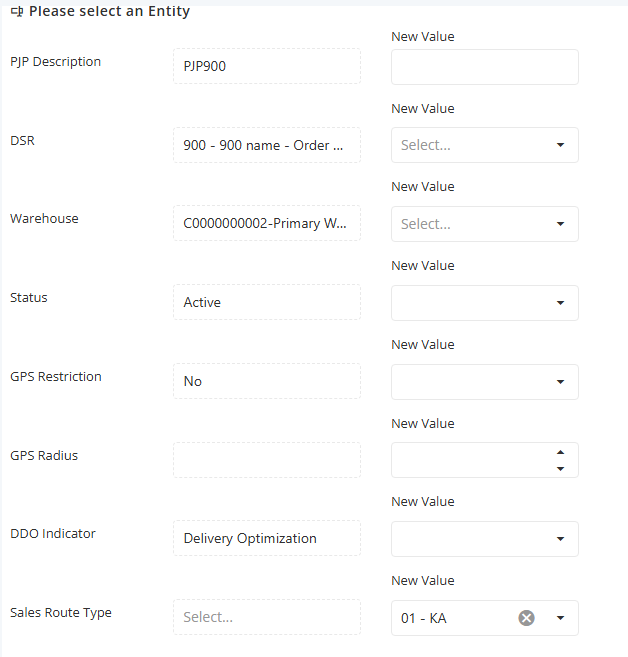 Please select an Entity
New Value
PJP Description
PJP900
New Value
DSR
900 - 900 name - Order ...
Select...
New Value
Warehouse
C0000000002-Primary W...
Select...
New Value
Status
Active
New Value
GPS Restriction
No
New Value
GPS Radius
New Value
DDO Indicator
Delivery Optimization
New Value
Sales Route Type
Select...
01 - KA